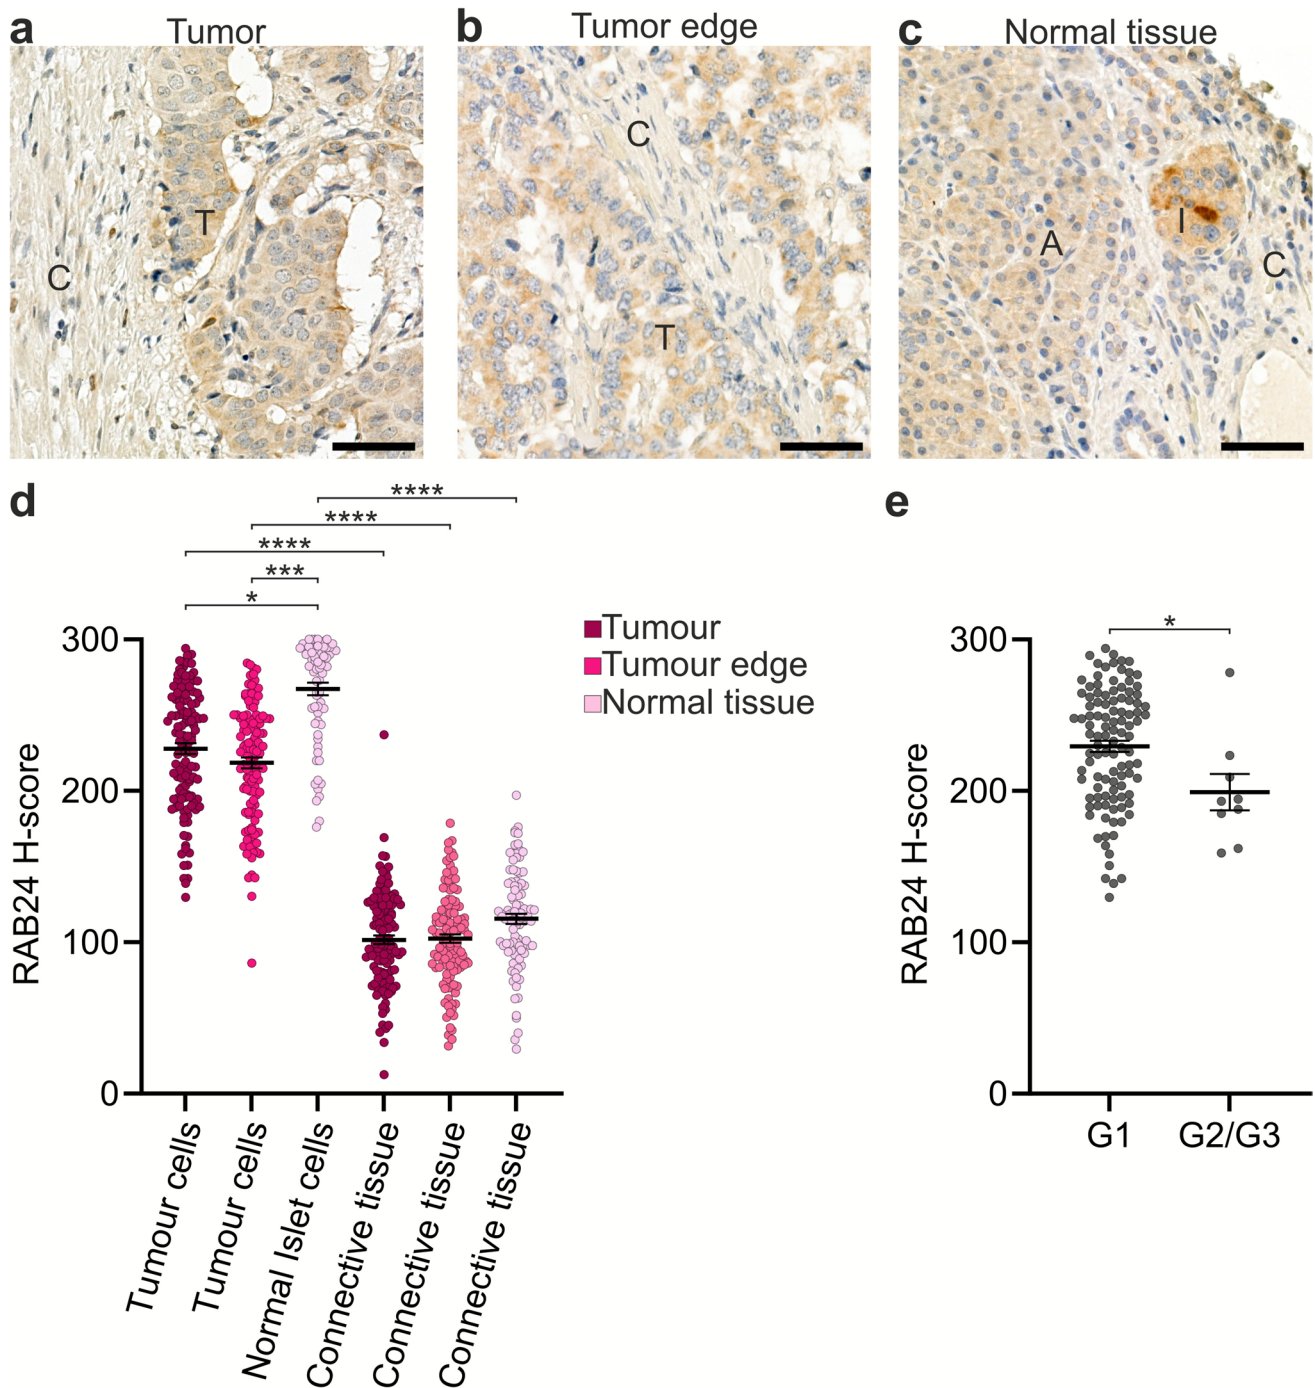 a
Tumor
C
T
b
Tumor edge
C
T
c
Normal tissue
A
I
C
d
****
****
****
***
*
RAB24 H-score
300
200
100
0
Tumour cells
Tumour cells
Normal Islet cells
Connective tissue
Connective tissue
Connective tissue
Tumour
Tumour edge
Normal tissue
e
*
RAB24 H-score
300
200
100
0
G1
G2/G3